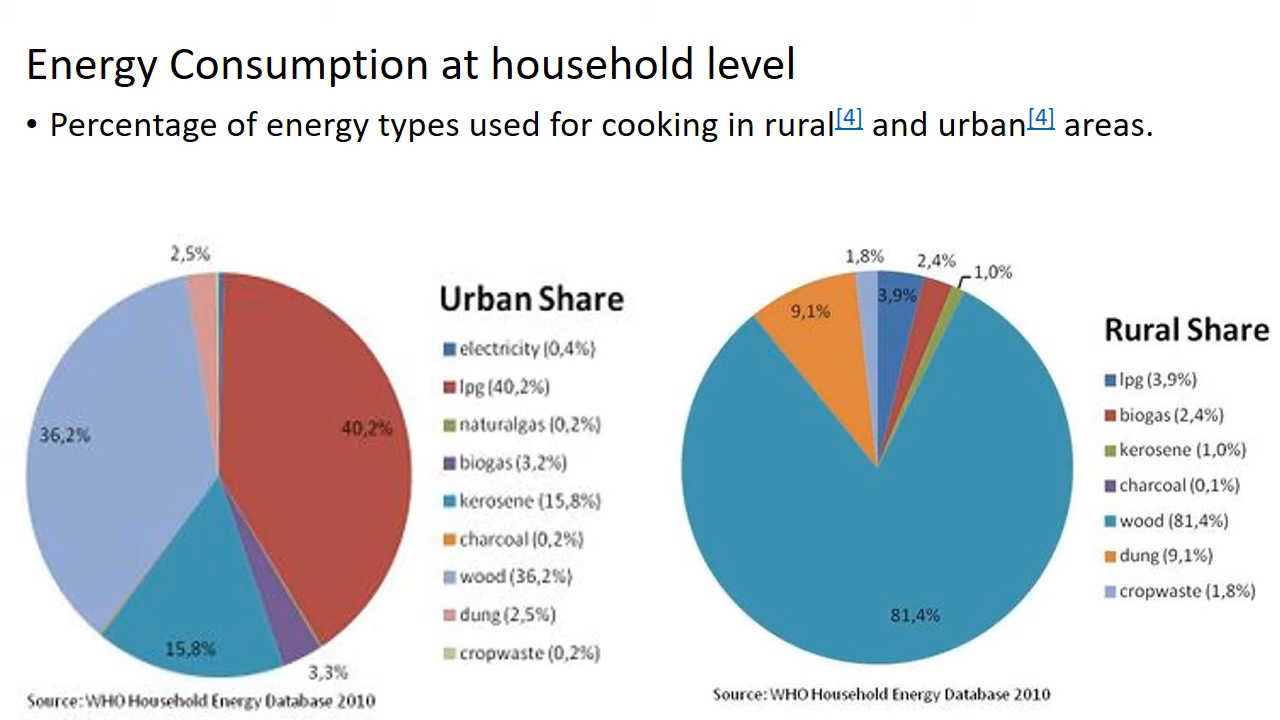 Energy Consumption at household level
• Percentage of energy types used for cooking in rural[4] and urban[4] areas.
2,5%
36,2%
40,2%
15,8%
3,3%
Urban Share
electricity (0,4%)
lpg (40,2%)
naturalgas (0,2%)
biogas (3,2%)
kerosene (15,8%)
charcoal (0,2%)
wood (36,2%)
dung (2,5%)
cropwaste (0,2%)
Source: WHO Household Energy Database 2010
1,8%
2,4%
1,0%
3,9%
9,1%
81,4%
Rural Share
lpg (3,9%)
biogas (2,4%)
kerosene (1,0%)
charcoal (0,1%)
wood (81,4%)
dung (9,1%)
cropwaste (1,8%)
Source: WHO Household Energy Database 2010